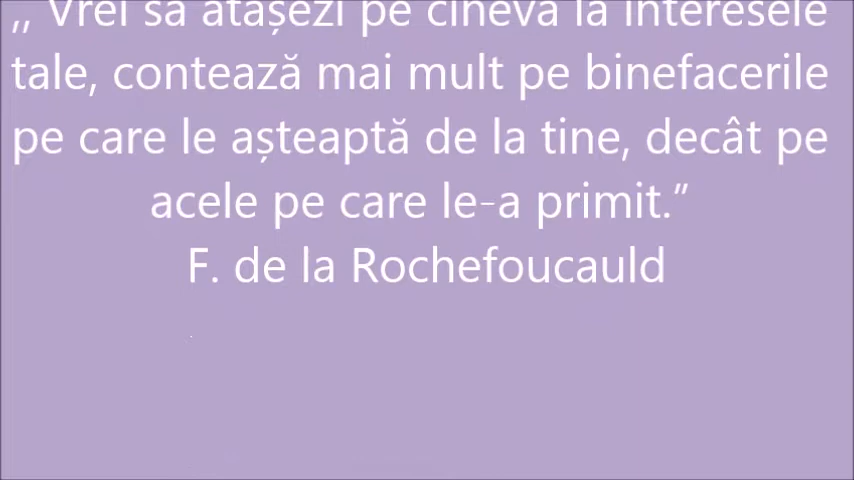 ,, Vrei să atașezi pe cineva la interesele
tale, contează mai mult pe binefacerile
pe care le așteaptă de la tine, decât pe
acele pe care le-a primit.”
F. de la Rochefoucauld